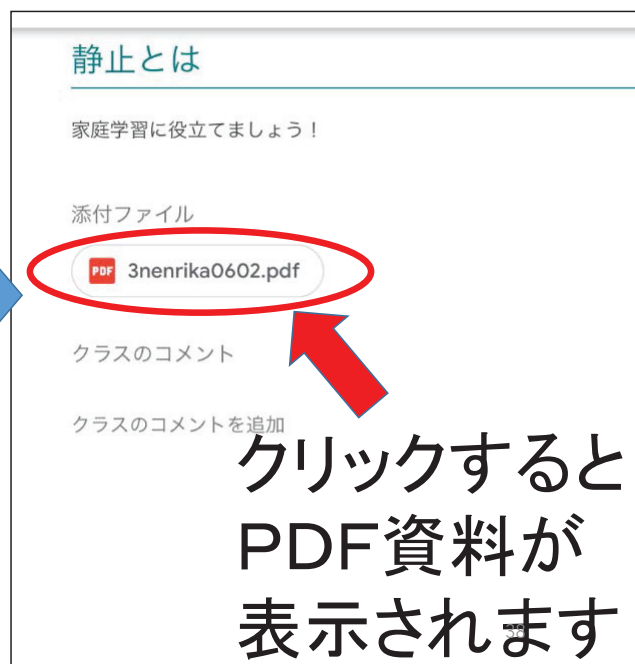 静止とは
家庭学習に役立てましょう！
添付ファイル
PDF 3nenrika0602.pdf
クラスのコメント
クラスのコメントを追加
クリックすると
PDF資料が
表示されます
38